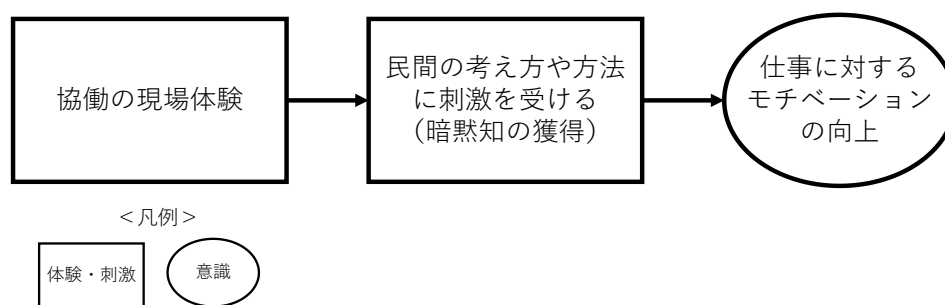 協働の現場体験
民間の考え方や方法
に刺激を受ける
（暗黙知の獲得）
仕事に対する
モチベーション
の向上
＜凡例＞
体験・刺激
意識